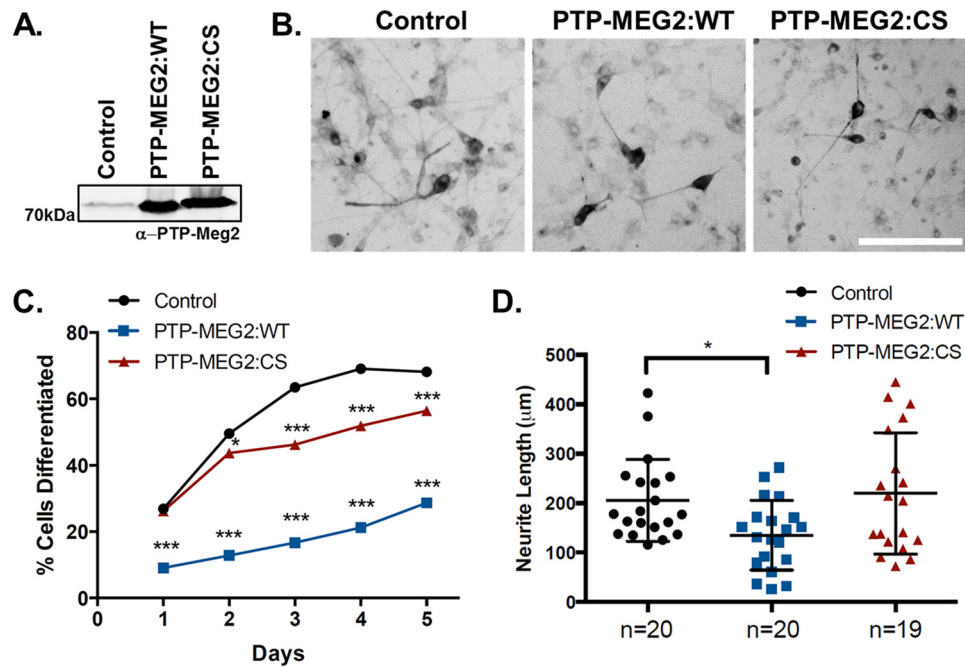 A.
Control
PTP-MEG2:WT
PTP-MEG2:CS
70kDa
α–PTP-Meg2
B.
Control
PTP-MEG2:WT
PTP-MEG2:CS
C.
Control
PTP-MEG2:WT
PTP-MEG2:CS
% Cells Differentiated
80
60
40
20
0
***
***
***
***
***
*
***
***
***
0
1
2
3
4
5
Days
D.
Control
PTP-MEG2:WT
PTP-MEG2:CS
Neurite Length (μm)
500
400
300
200
100
0
*
n=20
n=20
n=19